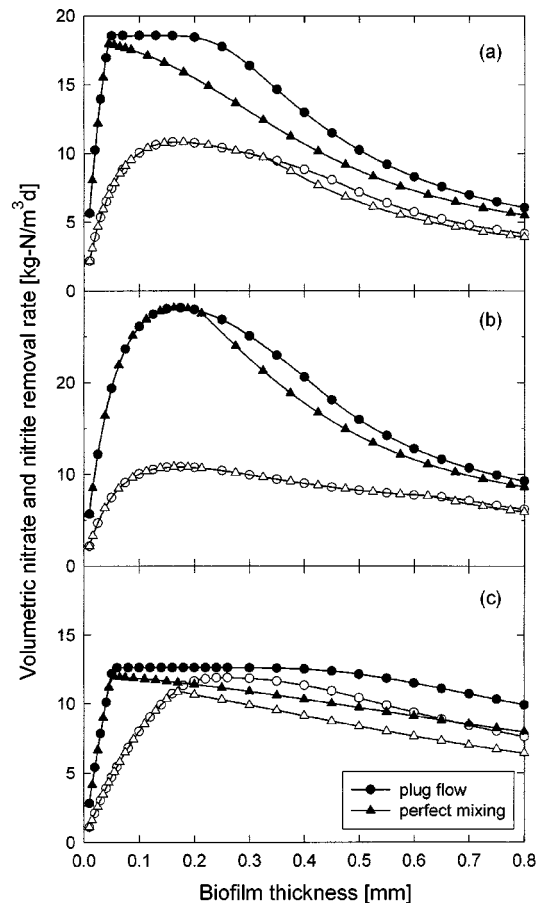 Volumetric nitrate and nitrite removal rate [kg-N/m³d]
20
15
10
5
0
(a)
20
10
0
(b)
15
10
5
0
(c)
plug flow
perfect mixing
0.0 0.1 0.2 0.3 0.4 0.5 0.6 0.7 0.8
Biofilm thickness [mm]